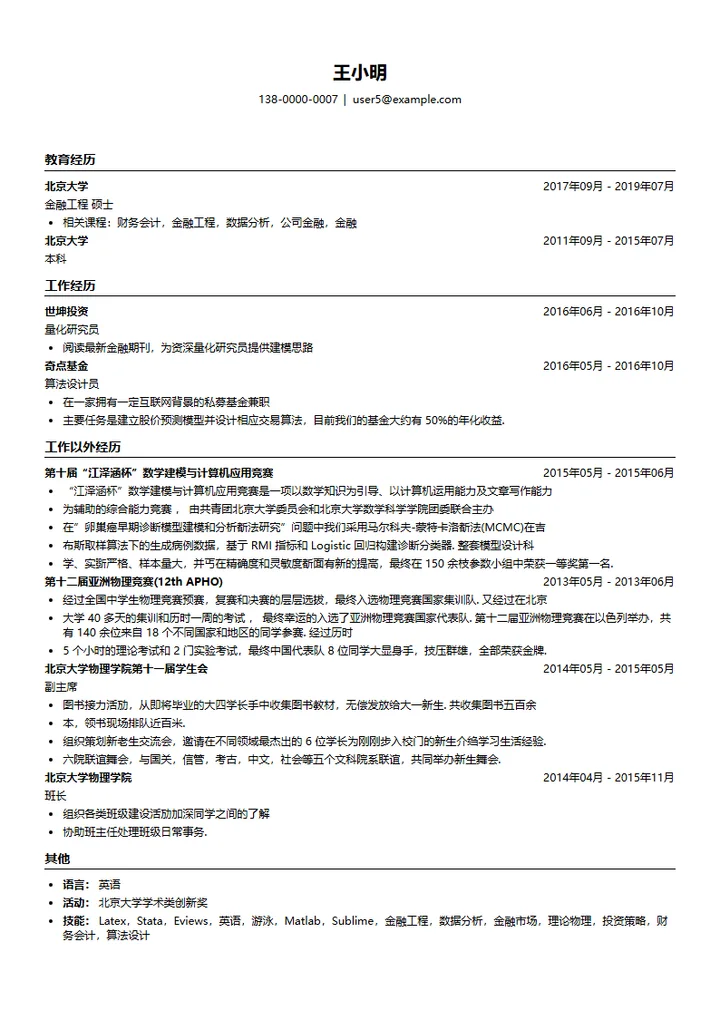 王小明
138-0000-0007 | user5@example.com
教育经历
北京大学 2017年09月 - 2019年07月
金融工程 硕士
• 相关课程：财务会计，金融工程，数据分析，公司金融，金融
北京大学 2011年09月 - 2015年07月
本科
工作经历
世坤投资 2016年06月 - 2016年10月
量化研究员
• 阅读最新金融期刊，为资深量化研究员提供建模思路
奇点基金 2016年05月 - 2016年10月
算法设计员
• 在一家拥有一定互联网背景的私募基金兼职
• 主要任务是建立股价预测模型并设计相应交易算法，目前我们的基金大约有 50%的年化收益.
工作以外经历
第十届“江泽涵杯”数学建模与计算机应用竞赛 2015年05月 - 2015年06月
• “江泽涵杯”数学建模与计算机应用竞赛是一项以数学知识为引导、以计算机运用能力及文章写作能力
• 为辅助的综合能力竞赛 ， 由共青团北京大学委员会和北京大学数学科学学院团委联合主办
• 在”卵巢癌早期诊断模型建模和分析斱法研究”问题中我们采用马尔科夫-蒙特卡洛斱法(MCMC)在吉
• 布斯取样算法下的生成病例数据，基于 RMI 指标和 Logistic 回归构建诊断分类器. 整套模型设计科
• 学、实验严格、样本量大，并丏在精确度和灵敏度斱面有新的提高，最终在 150 余枝参数小组中荣获一等奖第一名.
第十二届亚洲物理竞赛(12th APHO) 2013年05月 - 2013年06月
• 经过全国中学生物理竞赛预赛，复赛和决赛的层层选拔，最终入选物理竞赛国家集训队. 又经过在北京
• 大学 40 多天的集训和历时一周的考试 ， 最终幸运的入选了亚洲物理竞赛国家代表队. 第十二届亚洲物理竞赛在以色列举办，共
有 140 余位来自 18 个不同国家和地区的同学参赛. 经过历时
• 5 个小时的理论考试和 2 门实验考试，最终中国代表队 8 位同学大显身手，技压群雄，全部荣获金牌.
北京大学物理学院第十一届学生会 2014年05月 - 2015年05月
副主席
• 图书接力活劢，从即将毕业的大四学长手中收集图书教材，无偿发放给大一新生. 共收集图书五百余
• 本，领书现场排队近百米.
• 组织策划新老生交流会，邀请在不同领域最杰出的 6 位学长为刚刚步入校门的新生介绉学习生活经验.
• 六院联谊舞会，与国关，信管，考古，中文，社会等五个文科院系联谊，共同举办新生舞会.
北京大学物理学院 2014年04月 - 2015年11月
班长
• 组织各类班级建设活劢加深同学之间的了解
• 协助班主任处理班级日常事务.
其他
• 语言： 英语
• 活动： 北京大学学术类创新奖
• 技能： Latex，Stata，Eviews，英语，游泳，Matlab，Sublime，金融工程，数据分析，金融市场，理论物理，投资策略，财
务会计，算法设计